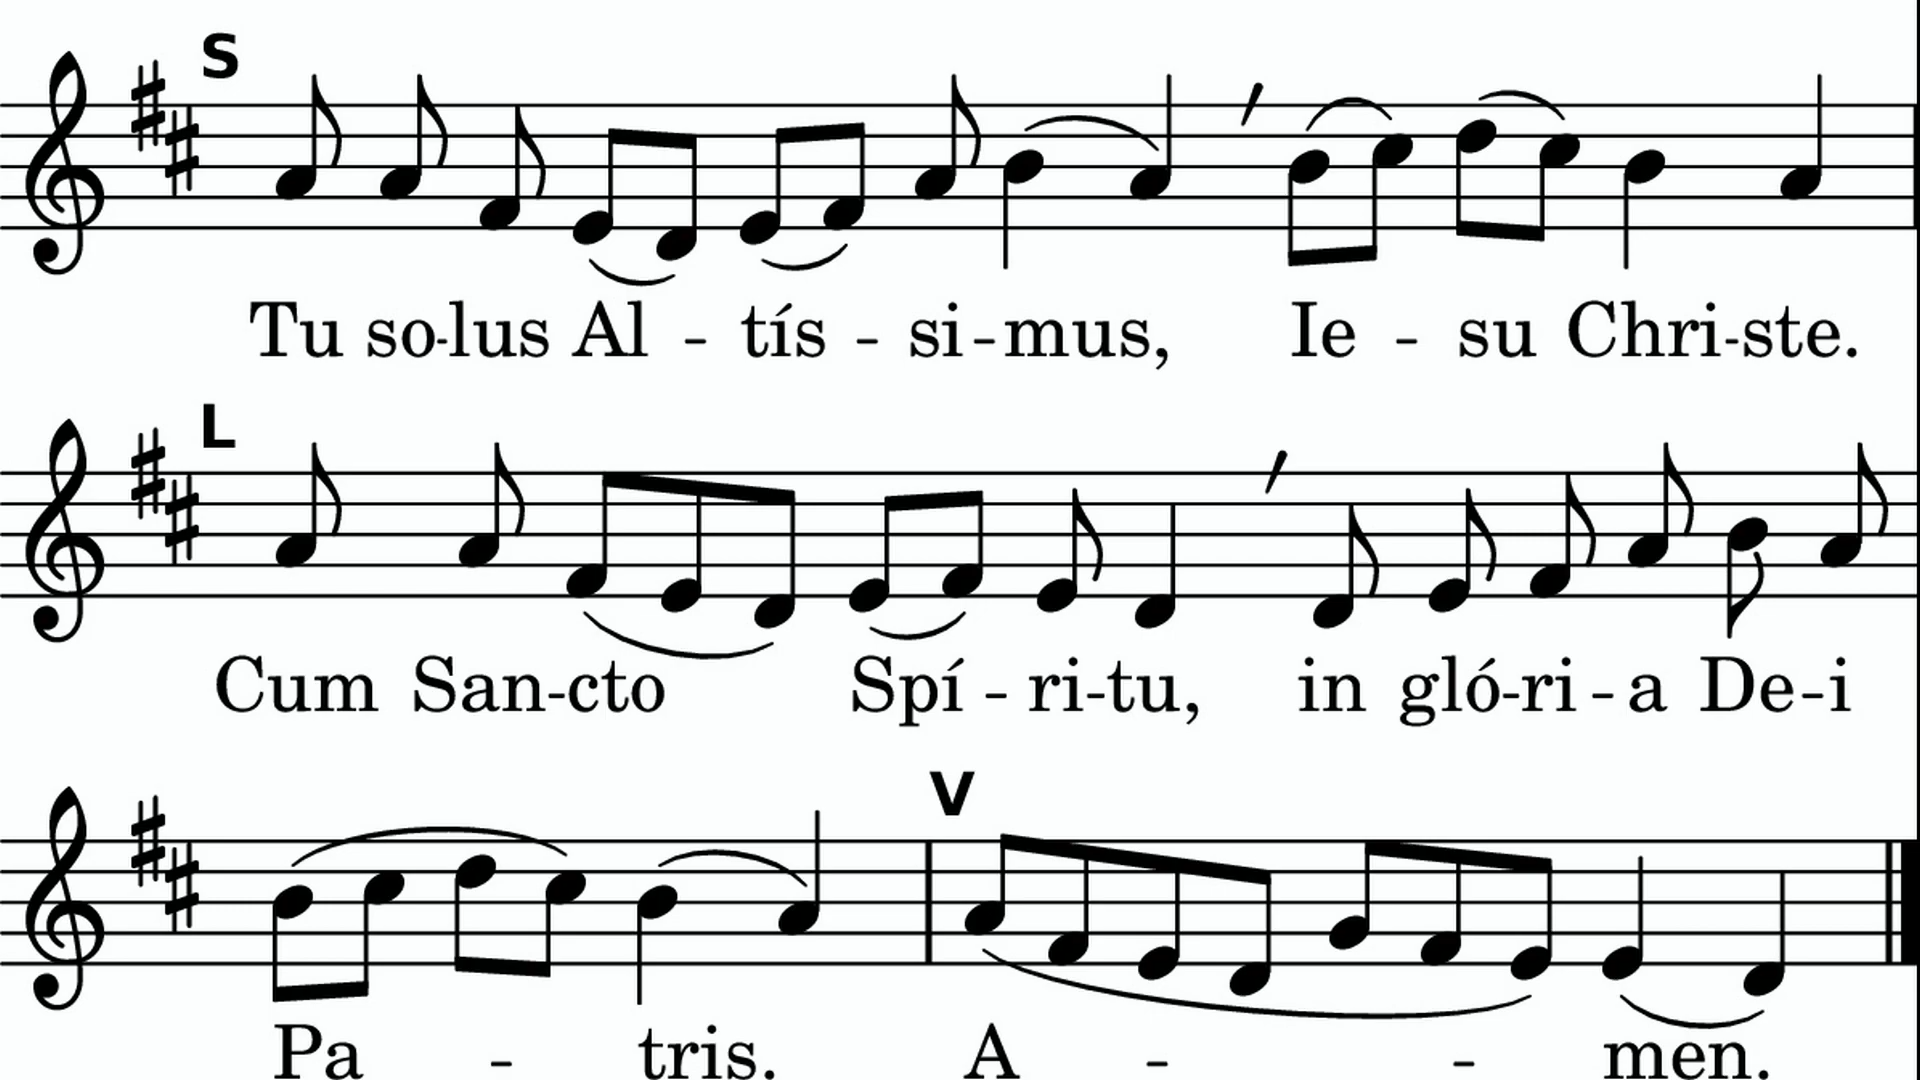 S
Tu so-lus Al - tís - si-mus, Ie - su Chri-ste.
L
Cum San-cto Spí - ri-tu, in gló-ri-a De-i
V
Pa - tris. A - - men.